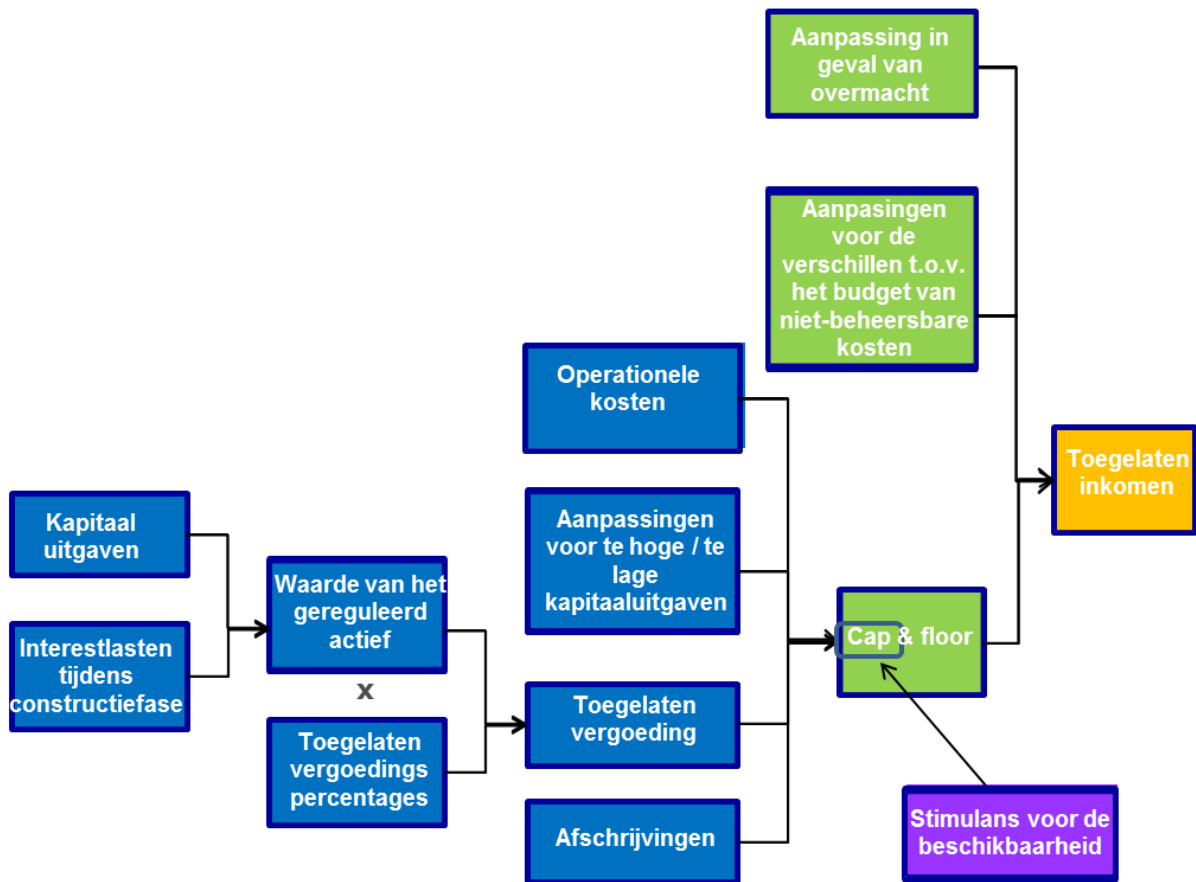 Aanpassing in
geval van
overmacht
Aanpasingen
voor de
verschillen t.o.v.
het budget van
niet-beheersbare
kosten
Operationele
kosten
Toegelaten
inkomen
Kapitaal
uitgaven
Aanpassingen
voor te hoge / te
lage
kapitaaluitgaven
Waarde van het
gereguleerd
actief
Interestlasten
tijdens
constructiefase
Cap & floor
x
Toegelaten
vergoedings
percentages
Toegelaten
vergoeding
Afschrijvingen
Stimulans voor de
beschikbaarheid